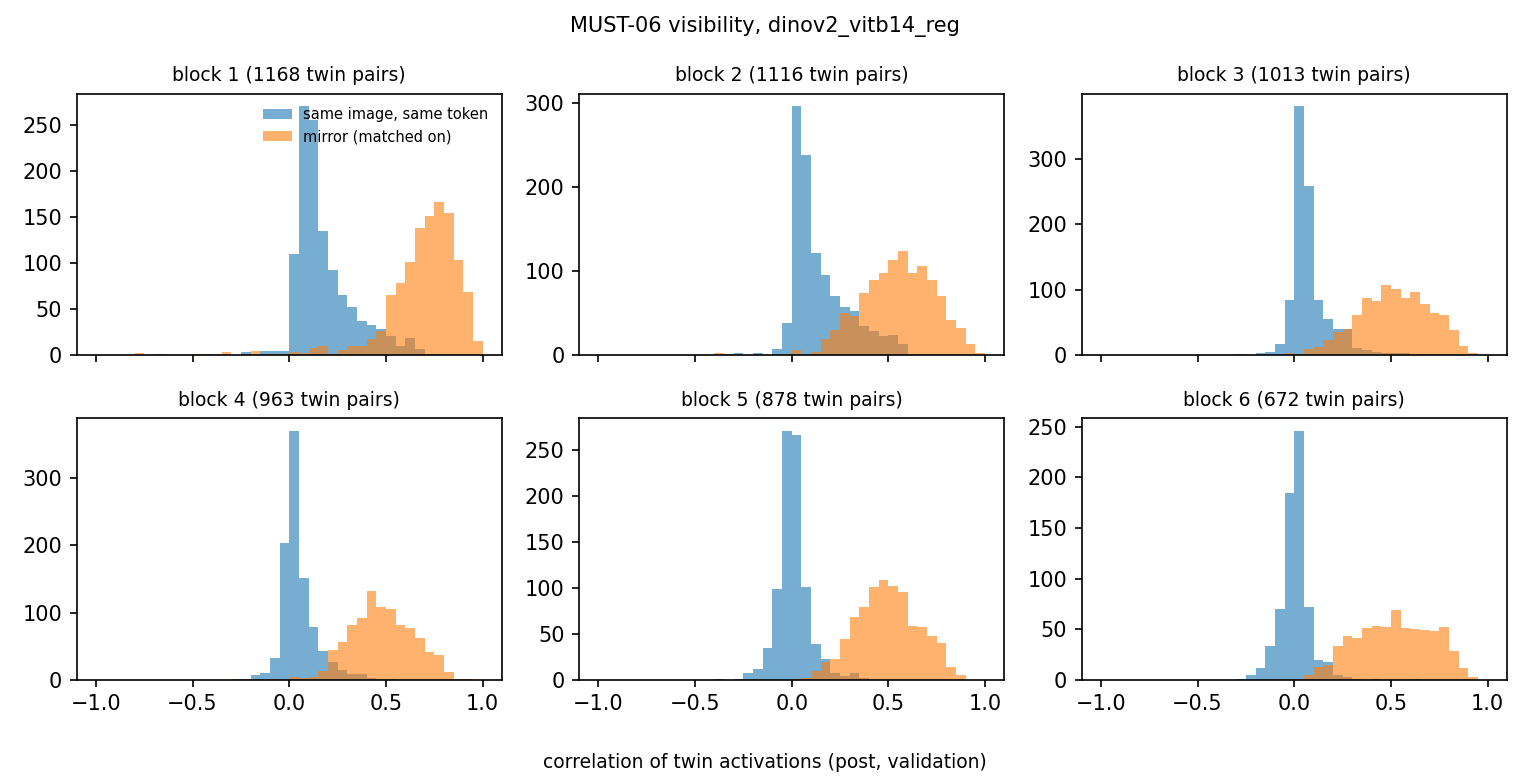 MUST-06 visibility, dinov2_vitb14_reg
block 1 (1168 twin pairs)
block 2 (1116 twin pairs)
block 3 (1013 twin pairs)
same image, same token
mirror (matched on)
250
200
150
100
50
0
300
200
100
0
300
200
100
0
block 4 (963 twin pairs)
block 5 (878 twin pairs)
block 6 (672 twin pairs)
300
200
100
0
250
200
150
100
50
0
250
200
150
100
50
0
−1.0 −0.5 0.0 0.5 1.0
−1.0 −0.5 0.0 0.5 1.0
−1.0 −0.5 0.0 0.5 1.0
correlation of twin activations (post, validation)